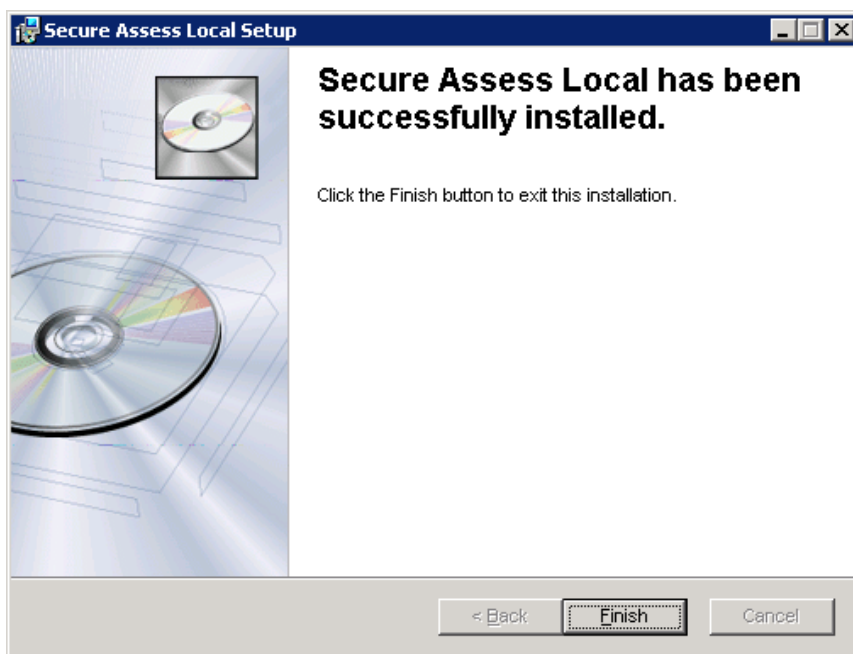 Secure Assess Local Setup
Secure Assess Local has been
successfully installed.
Click the Finish button to exit this installation.
< Back
Finish
Cancel